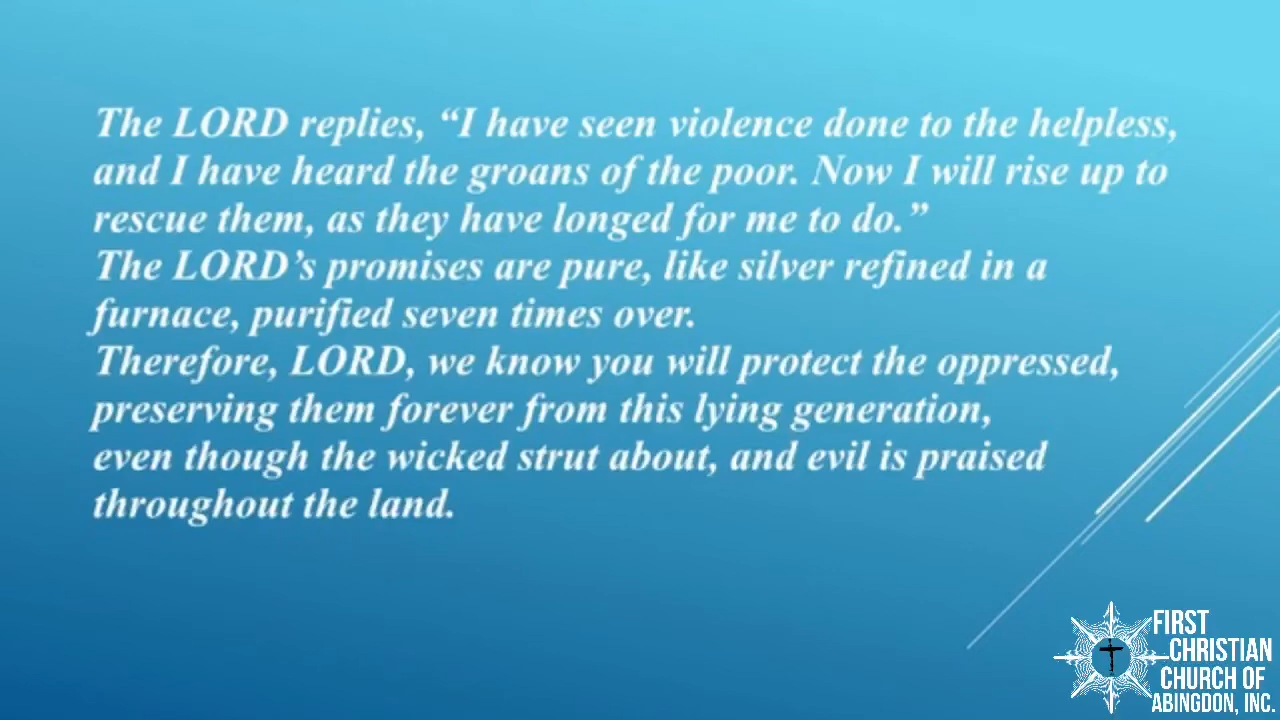 The LORD replies, “I have seen violence done to the helpless,
and I have heard the groans of the poor. Now I will rise up to
rescue them, as they have longed for me to do.”
The LORD’s promises are pure, like silver refined in a
furnace, purified seven times over.
Therefore, LORD, we know you will protect the oppressed,
preserving them forever from this lying generation,
even though the wicked strut about, and evil is praised
throughout the land.
FIRST
CHRISTIAN
CHURCH OF
ABINGDON, INC.